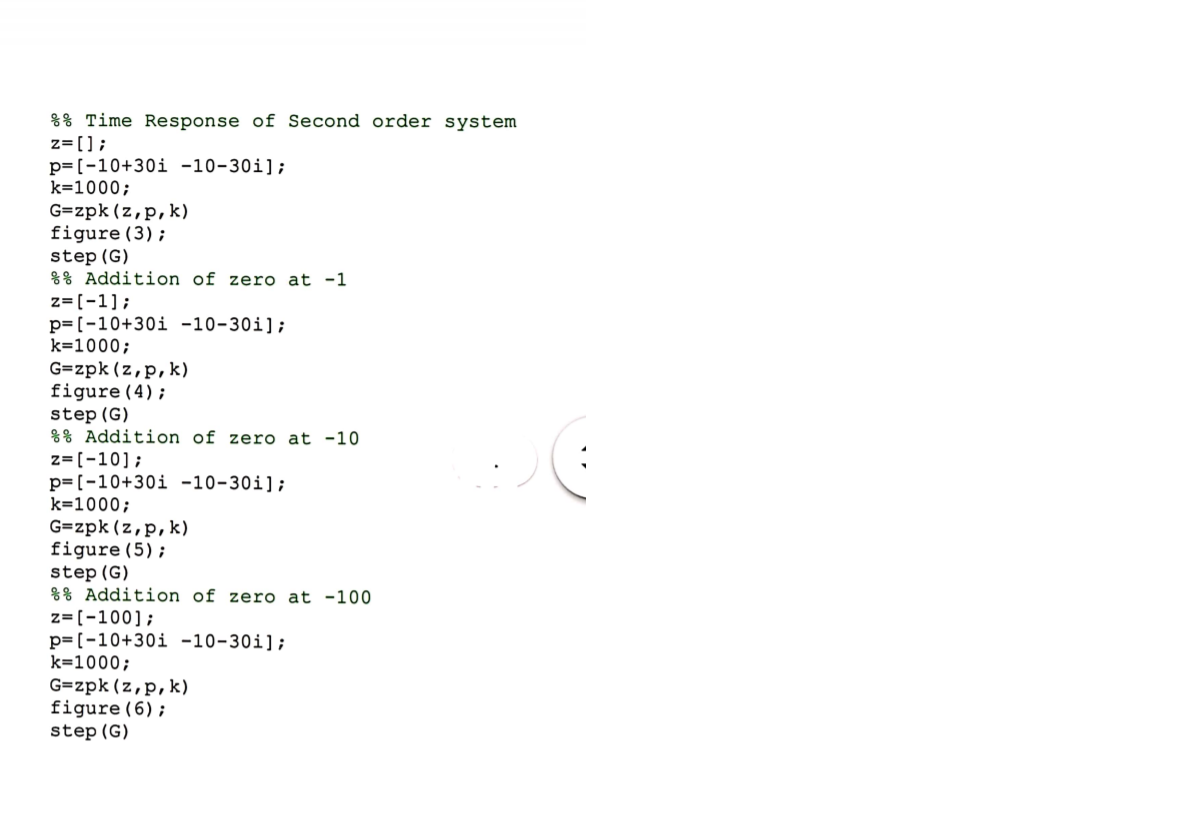 %% Time Response of Second order system
z=[];
p=[-10+30i -10-30i];
k=1000;
G=zpk(z,p,k)
figure(3);
step(G)
%% Addition of zero at -1
z=[-1];
p=[-10+30i -10-30i];
k=1000;
G=zpk(z,p,k)
figure(4);
step(G)
%% Addition of zero at -10
z=[-10];
p=[-10+30i -10-30i];
k=1000;
G=zpk(z,p,k)
figure(5);
step(G)
%% Addition of zero at -100
z=[-100];
p=[-10+30i -10-30i];
k=1000;
G=zpk(z,p,k)
figure(6);
step(G)